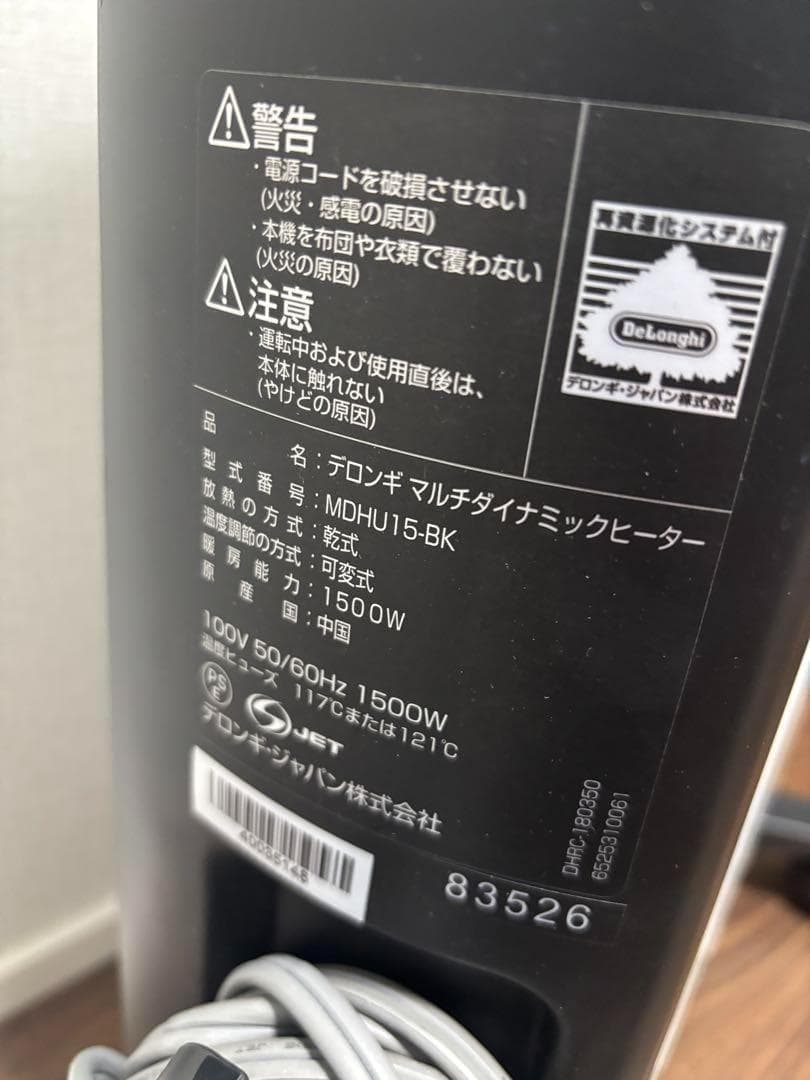 警告
・電源コードを破損させない
(火災・感電の原因)
・本機を布団や衣類で覆わない
(火災の原因)
注意
・運転中および使用直後は、
本体に触れない
(やけどの原因)
再資源化システム付
DeLonghi
デロンギ・ジャパン株式会社
品名：デロンギ マルチダイナミックヒーター
型式番号：MDHU15-BK
放熱の方式：乾式
温度調節の方式：可変式
暖房能力：1500W
原産国：中国
100V 50/60Hz 1500W
温度ヒューズ 117℃または121℃
PSE
JET
デロンギ・ジャパン株式会社
DHRC-180350
6525310061
83526